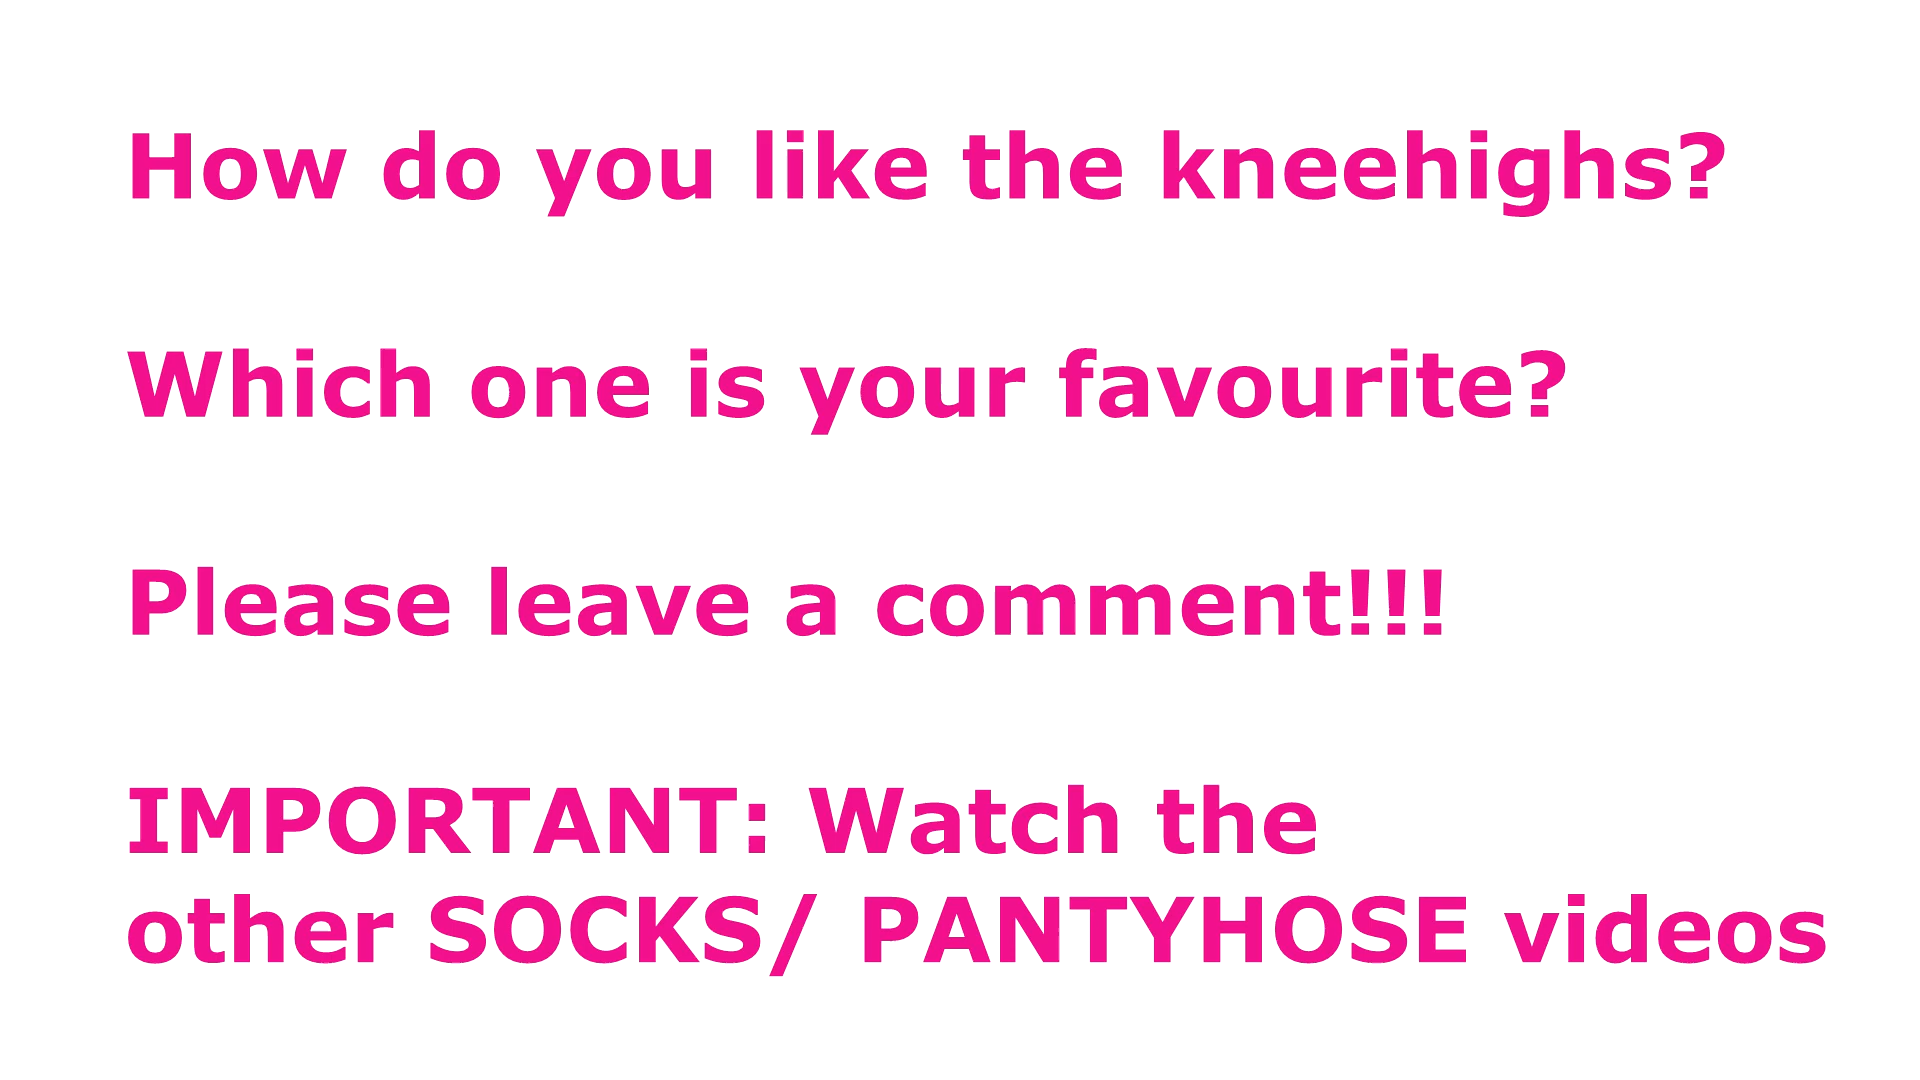 How do you like the kneehighs?
Which one is your favourite?
Please leave a comment!!!
IMPORTANT: Watch the
other SOCKS/ PANTYHOSE videos